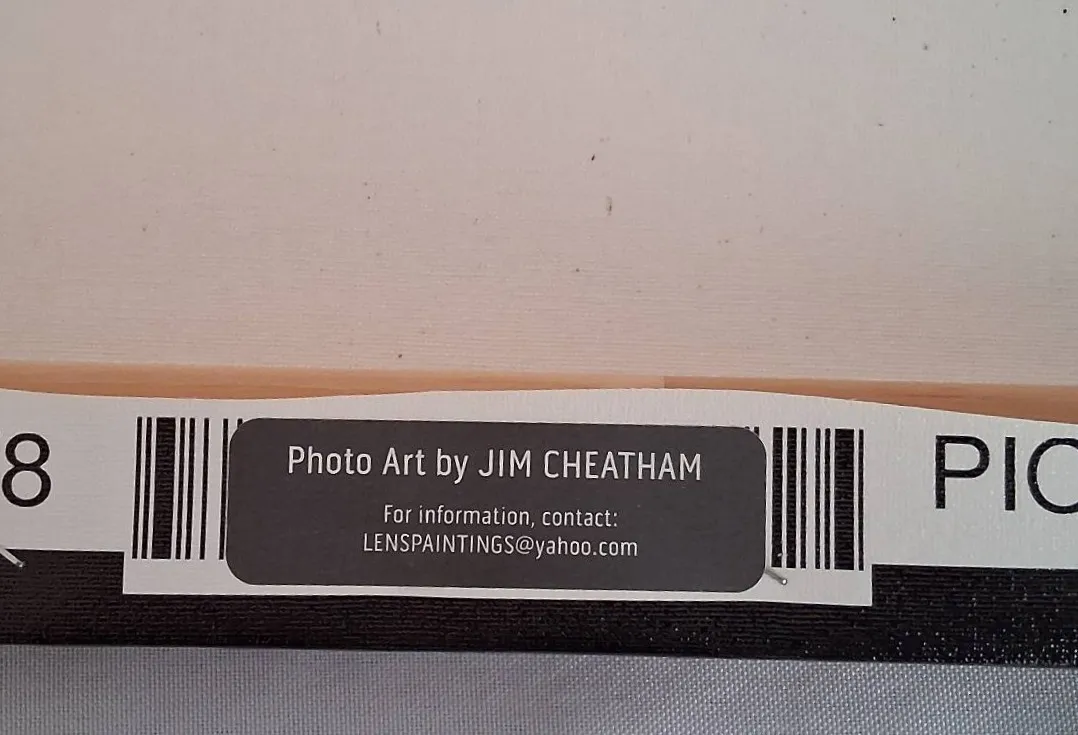 8
Photo Art by JIM CHEATHAM
PIC
For information, contact:
LENSPAINTINGS@yahoo.com